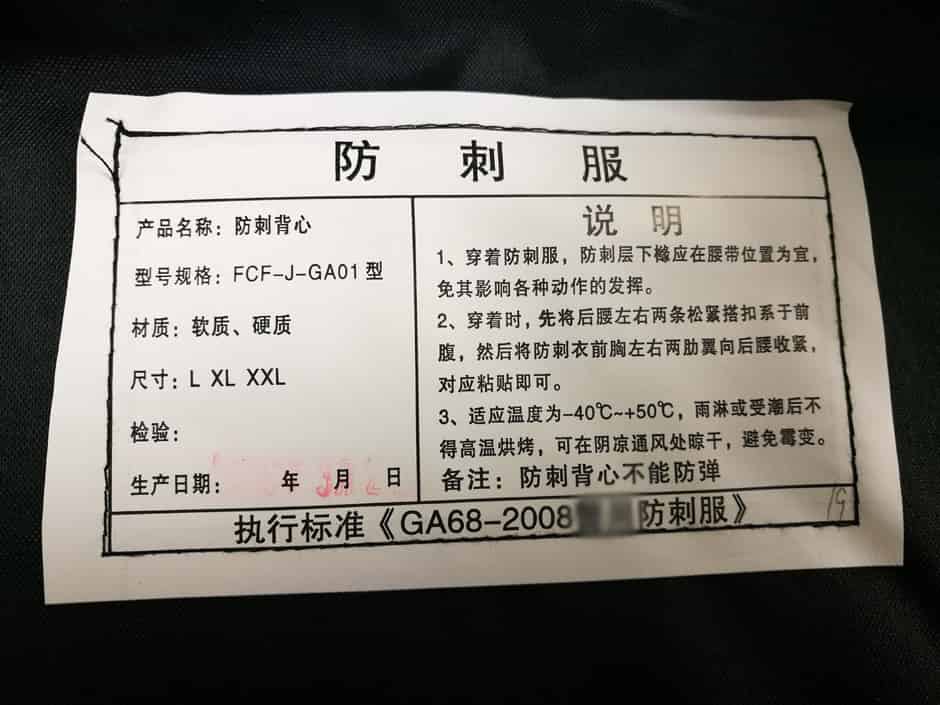 防刺服
产品名称：防刺背心
型号规格：FCF-J-GA01型
材质：软质、硬质
尺寸：L XL XXL
检验：
生产日期： 年 月 日
说明
1、穿着防刺服，防刺层下橼应在腰带位置为宜，
免其影响各种动作的发挥。
2、穿着时，先将后腰左右两条松紧搭扣系于前
腹，然后将防刺衣前胸左右两肋翼向后腰收紧，
对应粘贴即可。
3、适应温度为-40℃~+50℃，雨淋或受潮后不
得高温烘烤，可在阴凉通风处晾干，避免霉变。
备注：防刺背心不能防弹
执行标准《GA68-2008 防刺服》
19